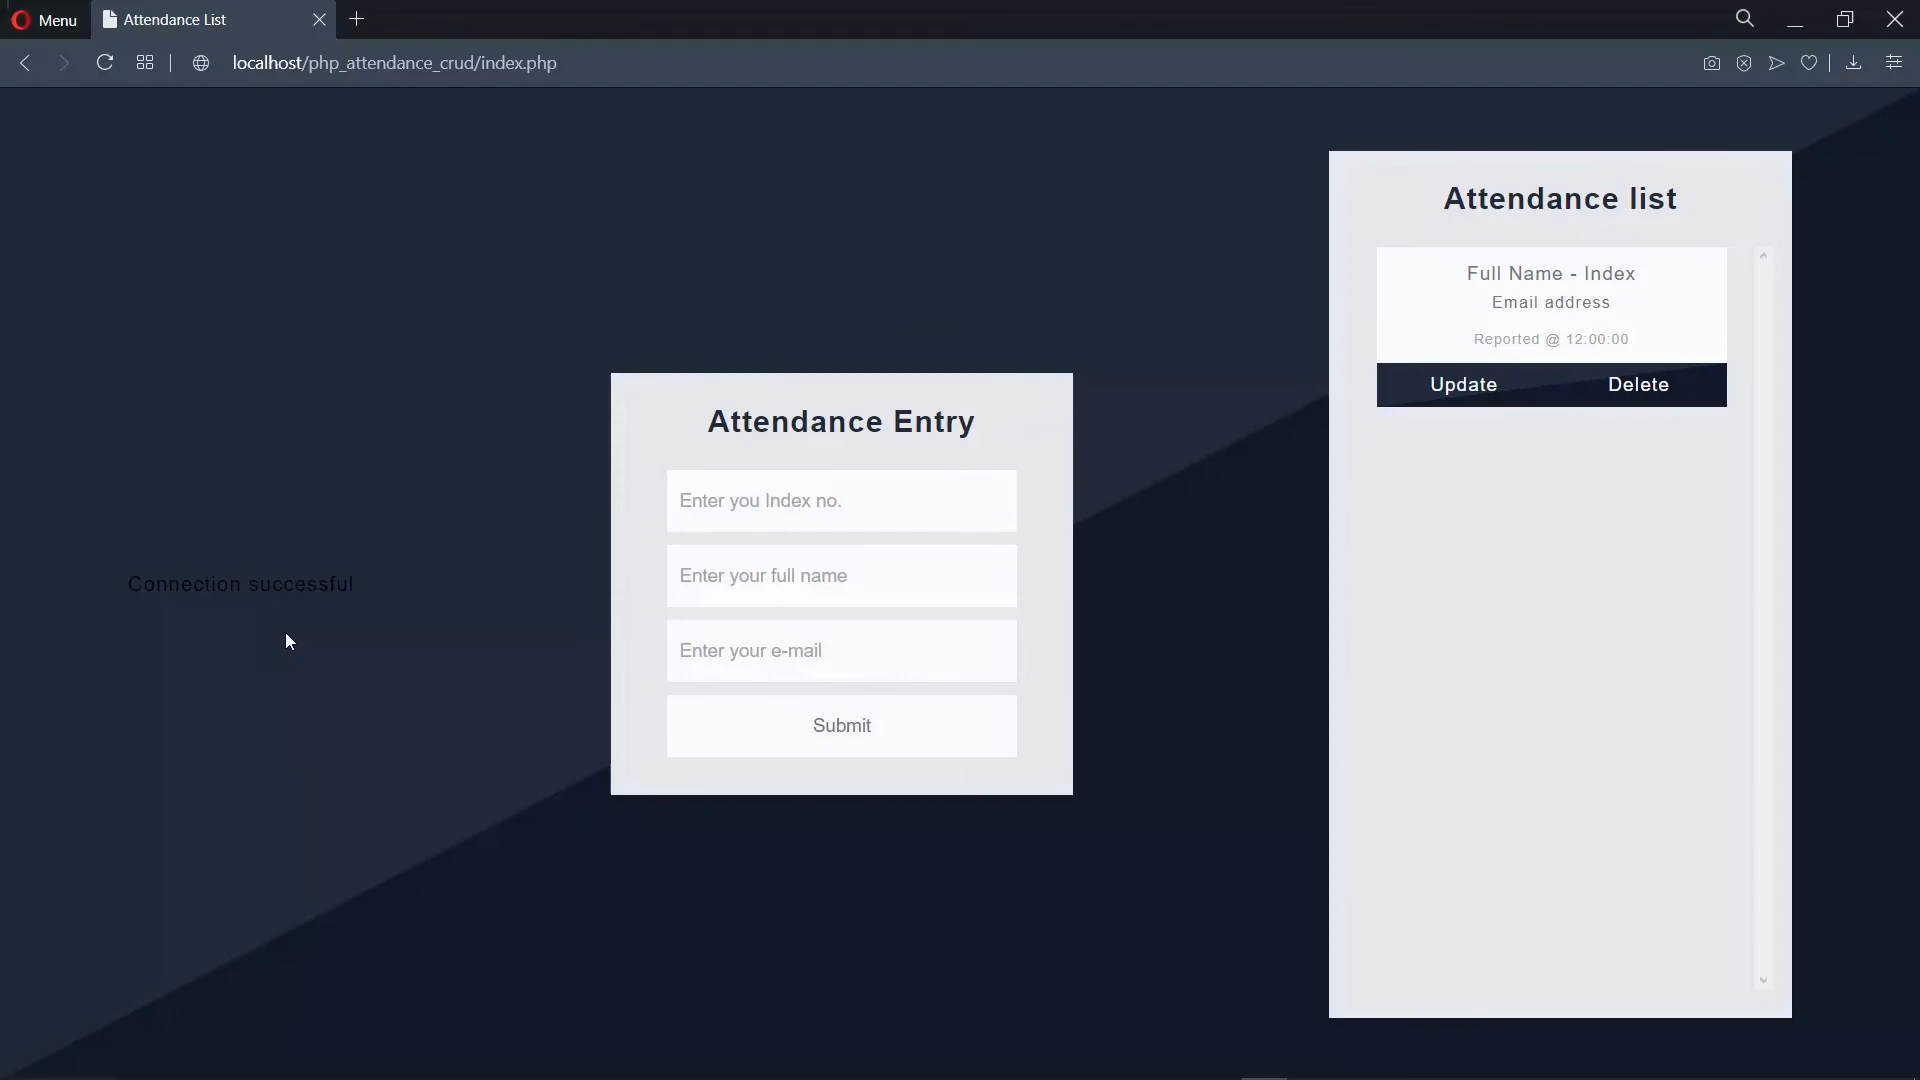 Menu
Attendance List
localhost/php_attendance_crud/index.php
Attendance list
Full Name - Index
Email address
Reported @ 12:00:00
Update Delete
Attendance Entry
Enter you Index no.
Enter your full name
Enter your e-mail
Submit
Connection successful